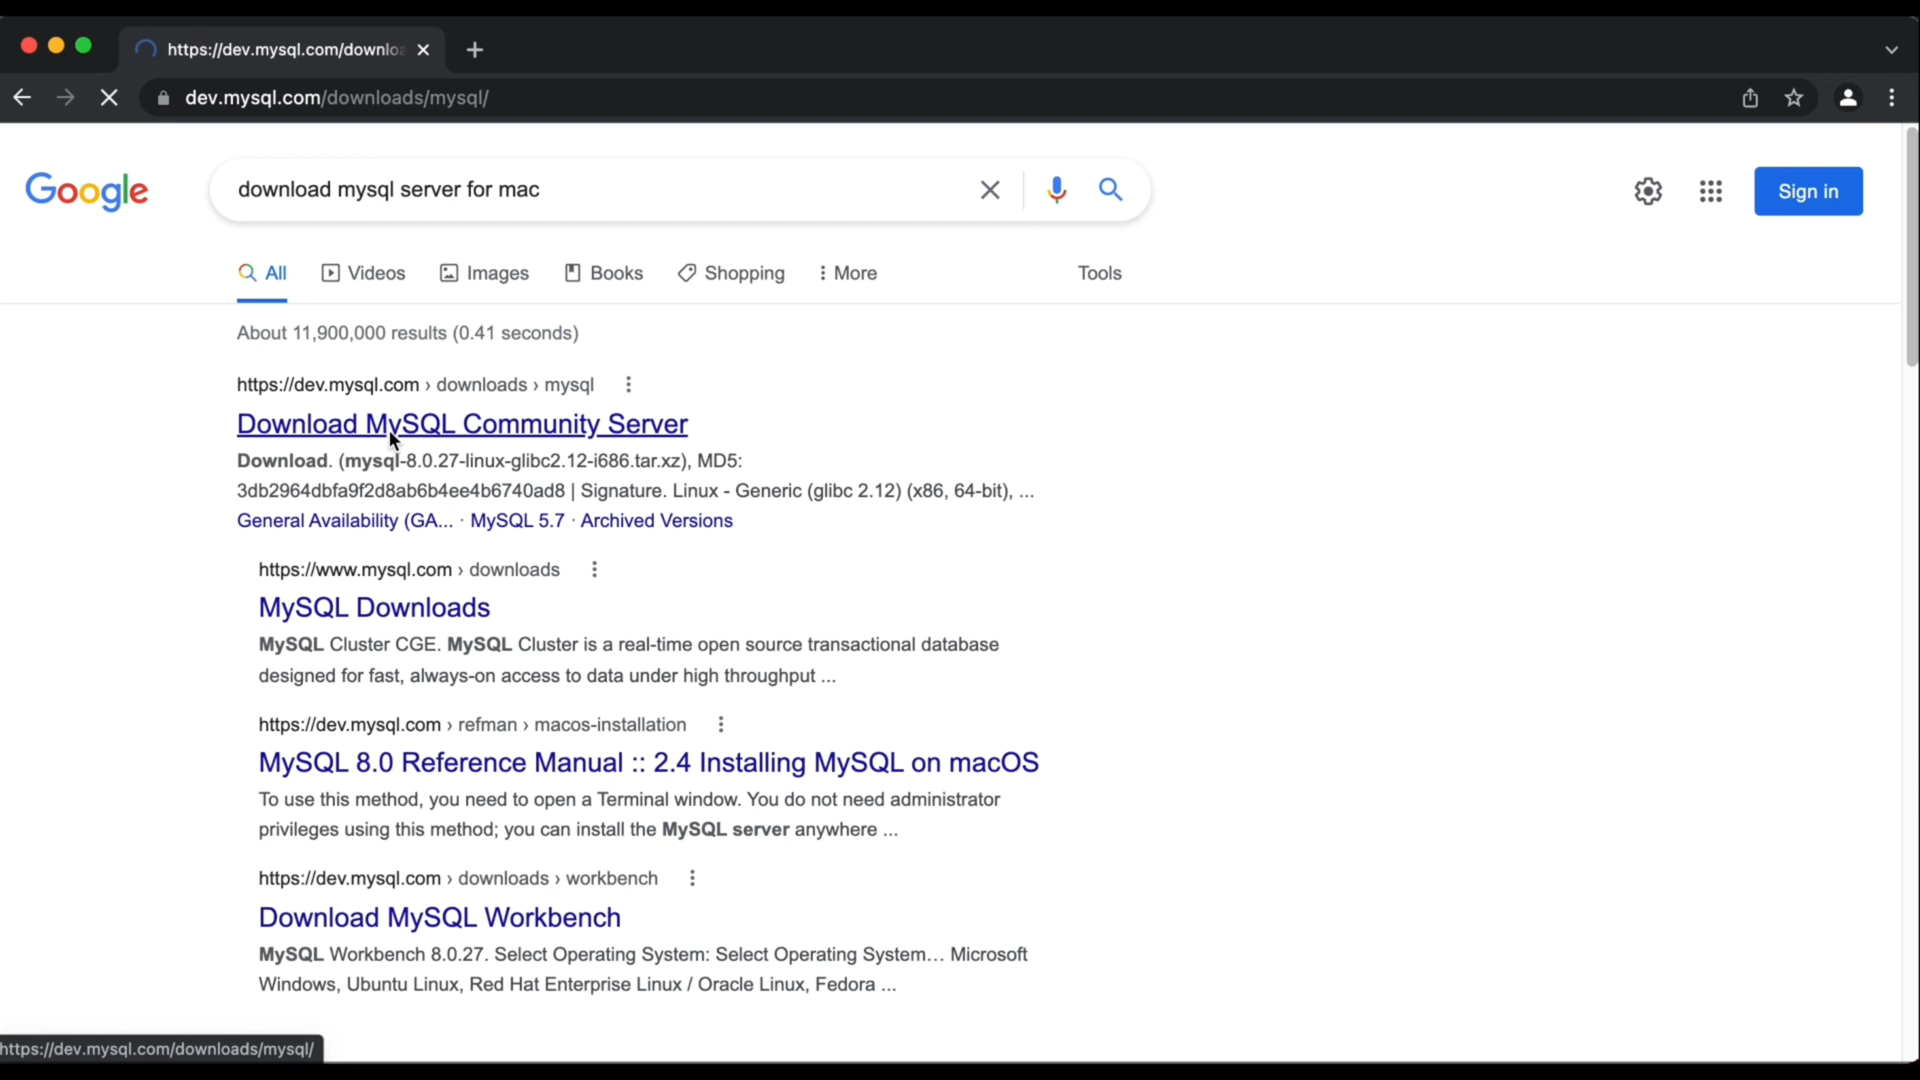 https://dev.mysql.com/downloa
dev.mysql.com/downloads/mysql/
Google
download mysql server for mac
Sign in
All
Videos
Images
Books
Shopping
More
Tools
About 11,900,000 results (0.41 seconds)
https://dev.mysql.com › downloads › mysql
Download MySQL Community Server
Download. (mysql-8.0.27-linux-glibc2.12-i686.tar.xz), MD5:
3db2964dbfa9f2d8ab6b4ee4b6740ad8 | Signature. Linux - Generic (glibc 2.12) (x86, 64-bit), ...
General Availability (GA... · MySQL 5.7 · Archived Versions
https://www.mysql.com › downloads
MySQL Downloads
MySQL Cluster CGE. MySQL Cluster is a real-time open source transactional database
designed for fast, always-on access to data under high throughput ...
https://dev.mysql.com › refman › macos-installation
MySQL 8.0 Reference Manual :: 2.4 Installing MySQL on macOS
To use this method, you need to open a Terminal window. You do not need administrator
privileges using this method; you can install the MySQL server anywhere ...
https://dev.mysql.com › downloads › workbench
Download MySQL Workbench
MySQL Workbench 8.0.27. Select Operating System: Select Operating System… Microsoft
Windows, Ubuntu Linux, Red Hat Enterprise Linux / Oracle Linux, Fedora ...
https://dev.mysql.com/downloads/mysql/